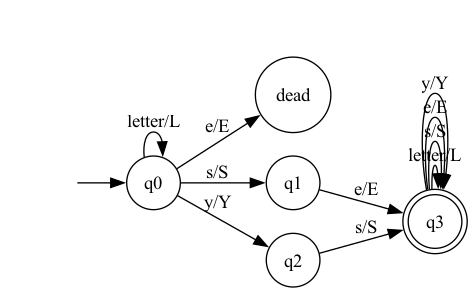 y/Y
e/E
s/S
letter/L
dead
letter/L
e/E
q0
s/S
q1
e/E
y/Y
q3
s/S
q2